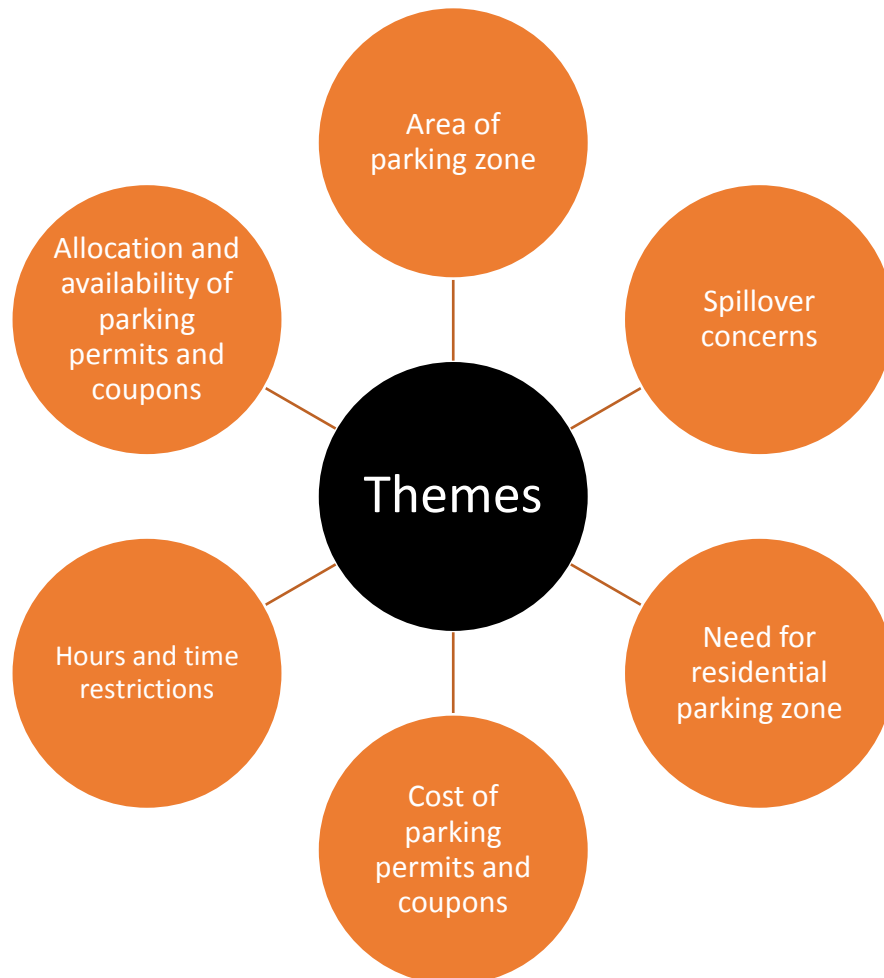 Area of
parking zone
Allocation and
availability of
parking
permits and
coupons
Spillover
concerns
Themes
Hours and time
restrictions
Need for
residential
parking zone
Cost of
parking
permits and
coupons